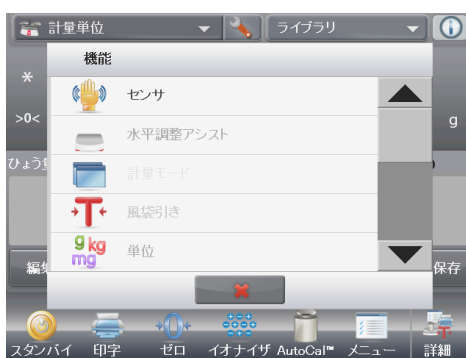 計量単位
ライブラリ
機能
*
センサ
>0<
g
水平調整アシスト
ひょう
計量モード
風袋引き
g kg
mg
単位
編集
保存
スタンバイ
印字
ゼロ
イオナイザ
AutoCal™
メニュー
詳細